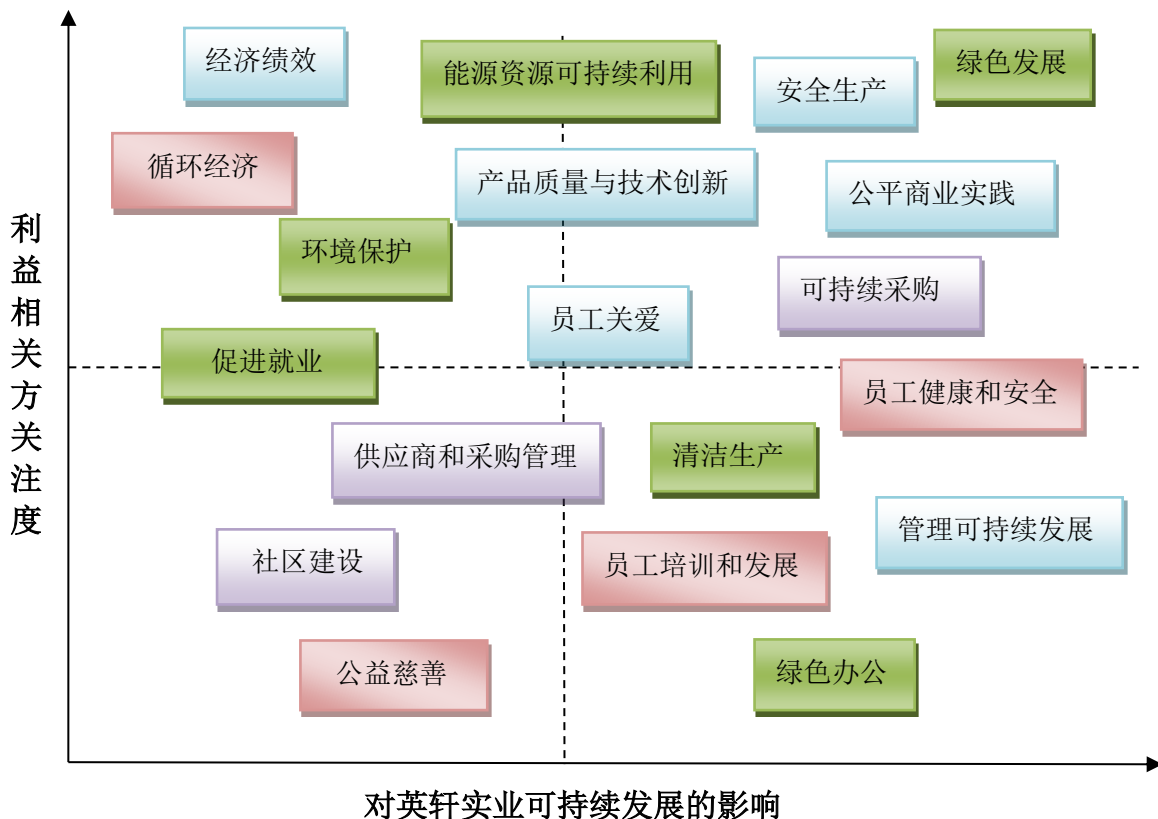 经济绩效
能源资源可持续利用
安全生产
绿色发展
循环经济
产品质量与技术创新
公平商业实践
环境保护
可持续采购
员工关爱
促进就业
员工健康和安全
供应商和采购管理
清洁生产
管理可持续发展
社区建设
员工培训和发展
公益慈善
绿色办公
利益相关方关注度
对英轩实业可持续发展的影响